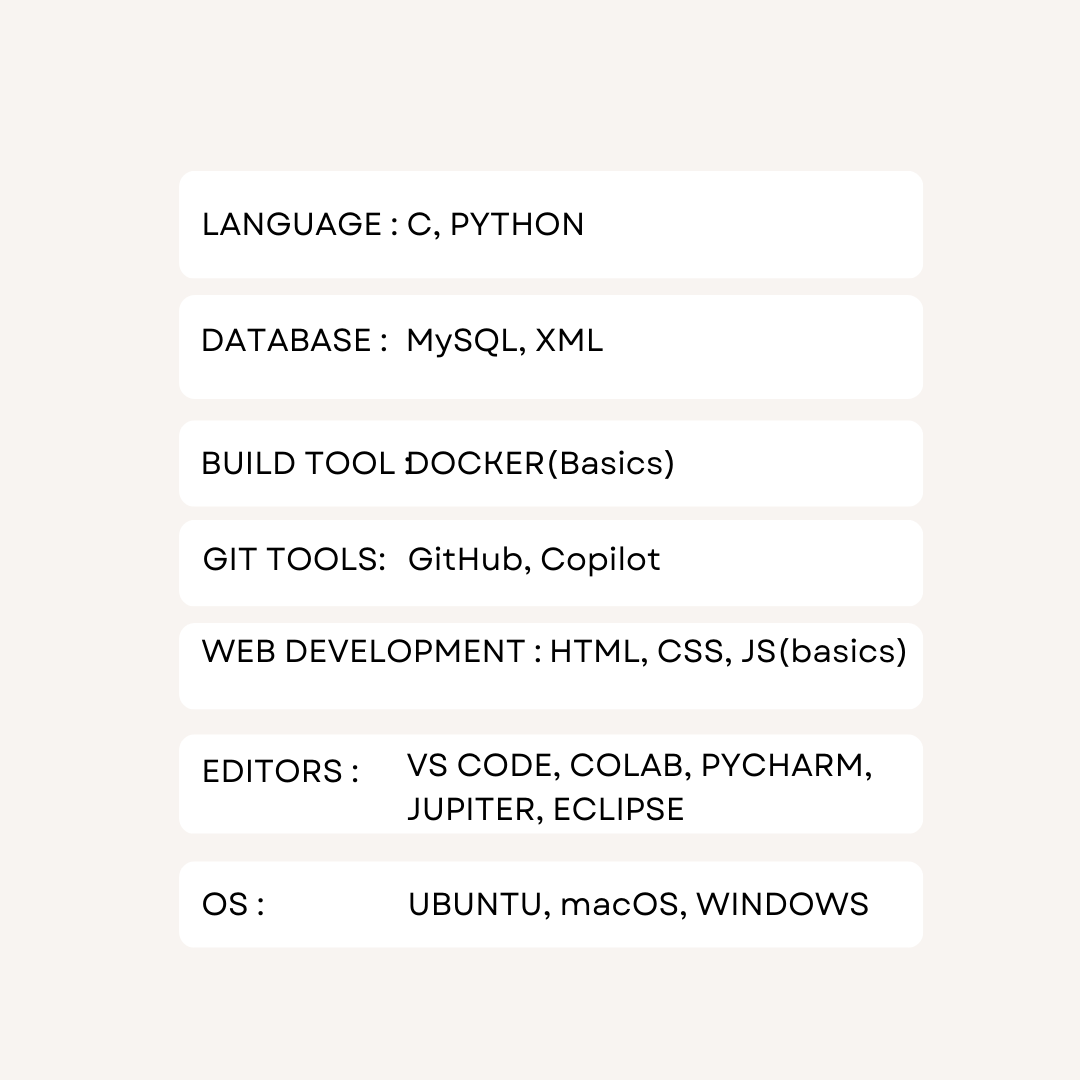 LANGUAGE : C, PYTHON
DATABASE : MySQL, XML
BUILD TOOL : DOCKER(Basics)
GIT TOOLS: GitHub, Copilot
WEB DEVELOPMENT : HTML, CSS, JS(basics)
EDITORS : VS CODE, COLAB, PYCHARM,
JUPITER, ECLIPSE
OS : UBUNTU, macOS, WINDOWS